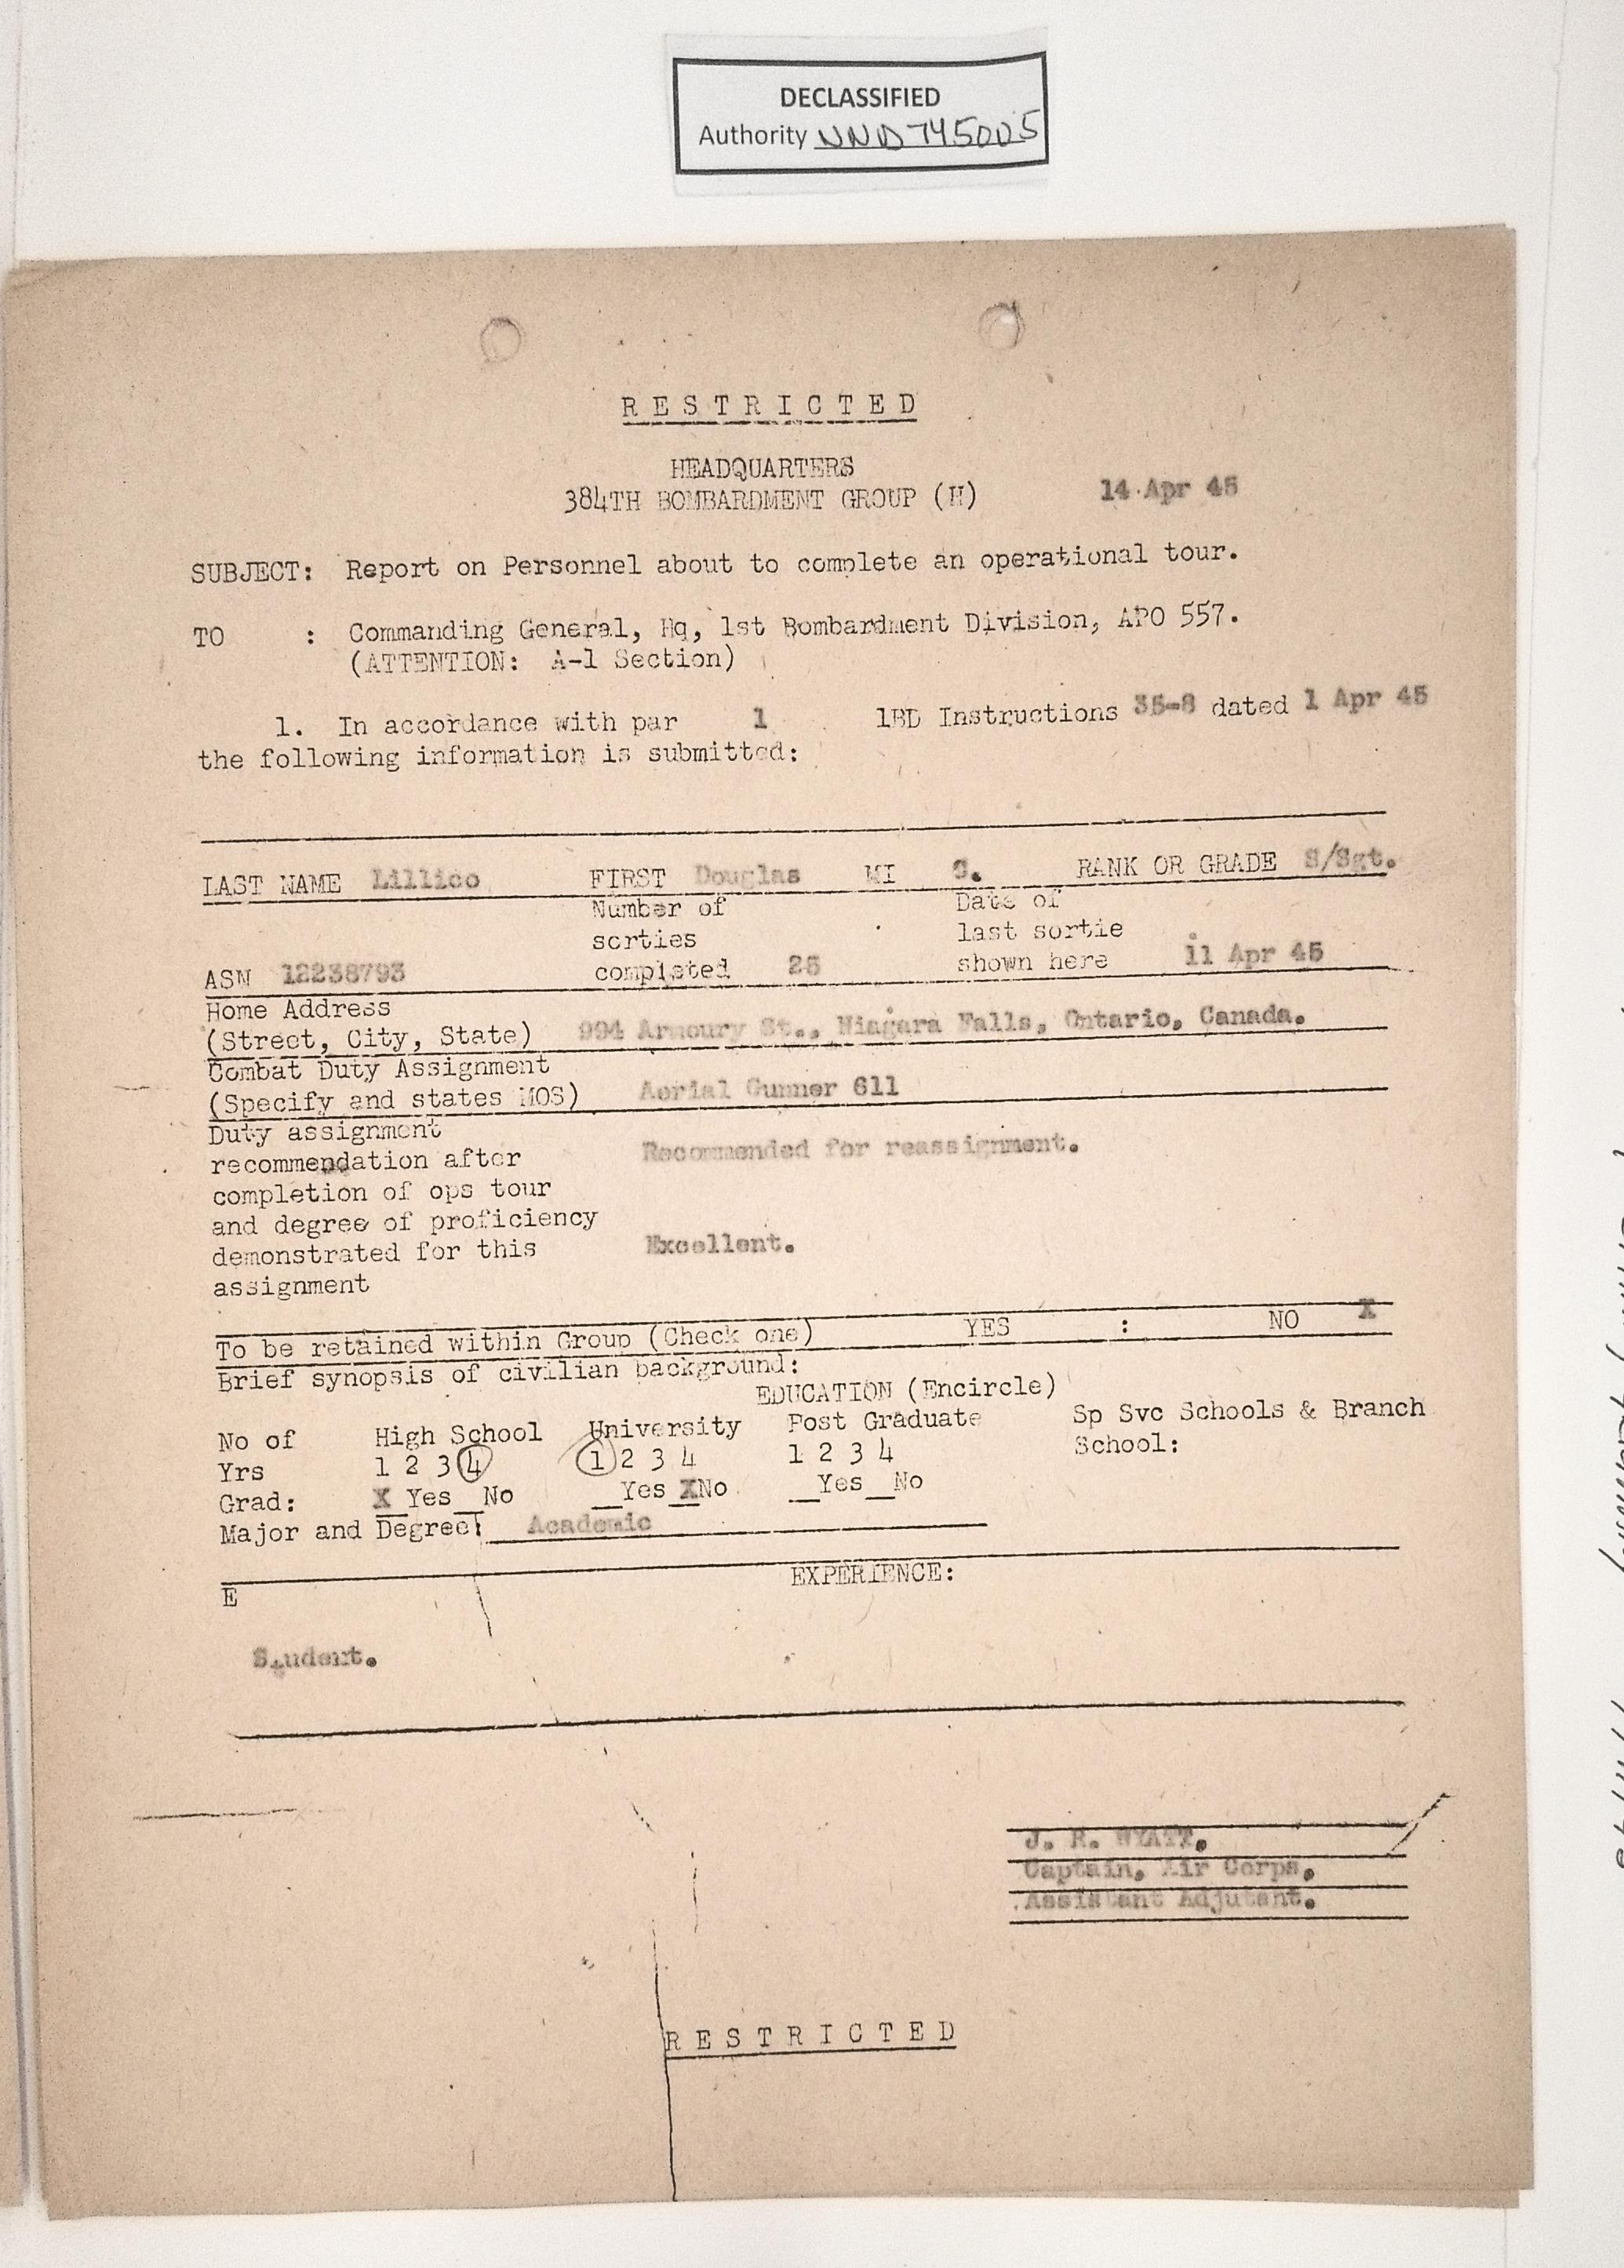 DECLASSIFIED
Authority NND 745005
R E S T R I C T E D
HEADQUARTERS
384TH BOMBARDMENT GROUP (H) 14 Apr 45
SUBJECT: Report on Personnel about to complete an operational tour.
TO : Commanding General, Hq, 1st Bombardment Division, APO 557.
(ATTENTION: A-1 Section)
1. In accordance with par 1 1BD Instructions 35-8 dated 1 Apr 45
the following information is submitted:
LAST NAME Lillico FIRST Douglas MI S. RANK OR GRADE S/Sgt.
Number of Date of
sorties last sortie
ASN 12238793 completed 25 shown here 11 Apr 45
Home Address
(Street, City, State) 994 Armoury St., Niagara Falls, Ontario, Canada.
Combat Duty Assignment
(Specify and states MOS) Aerial Gunner 611
Duty assignment
recommendation after Recommended for reassignment.
completion of ops tour
and degree of proficiency
demonstrated for this Excellent.
assignment
To be retained within Group (Check one) YES : NO X
Brief synopsis of civilian background:
EDUCATION (Encircle)
No of High School University Post Graduate Sp Svc Schools & Branch
Yrs 1 2 3 4 1 2 3 4 1 2 3 4 School:
Grad: X Yes __No __Yes XNo __Yes__No
Major and Degree: Academic
E EXPERIENCE:
Student.
J. R. WYATT.
Captain, Air Corps.
Assistant Adjutant.
R E S T R I C T E D